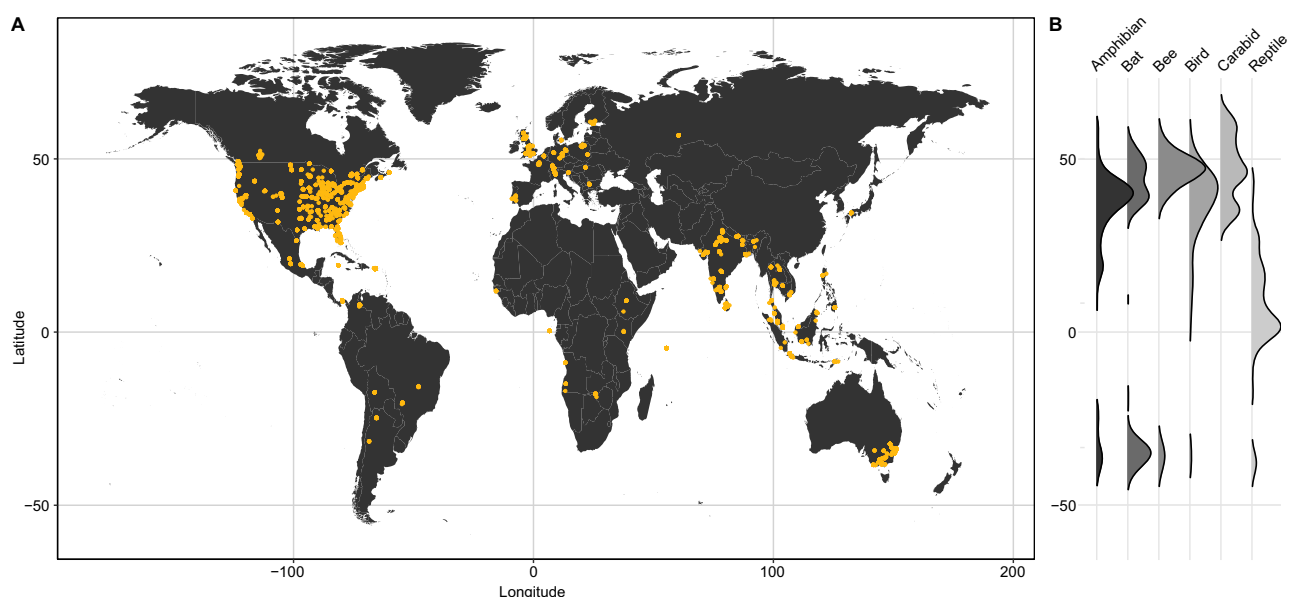 A
B
Amphibian
Bat
Bee
Bird
Carabid
Reptile
50
0
−50
Latitude
−100
0
100
200
Longitude
50
0
−50